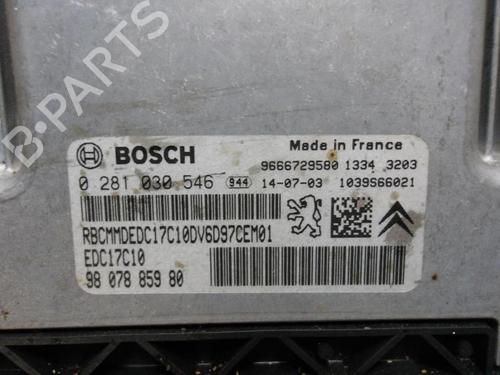 BOSCH
Made in France
9666729580 1334 3203
0 281 030 546 944 14-07-03 1039S66021
RBCMMDEDC17C10DV6D97CEM01
EDC17C10
98 078 859 80